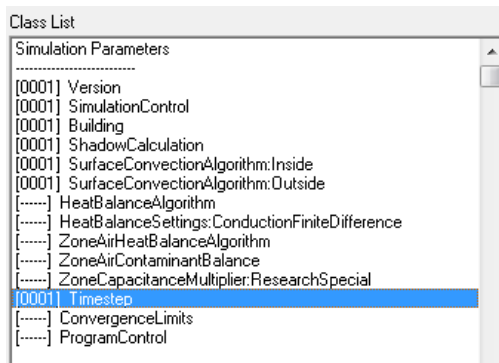 Class List
Simulation Parameters
--------------------------
[0001] Version
[0001] SimulationControl
[0001] Building
[0001] ShadowCalculation
[0001] SurfaceConvectionAlgorithm:Inside
[0001] SurfaceConvectionAlgorithm:Outside
[------] HeatBalanceAlgorithm
[------] HeatBalanceSettings:ConductionFiniteDifference
[------] ZoneAirHeatBalanceAlgorithm
[------] ZoneAirContaminantBalance
[------] ZoneCapacitanceMultiplier:ResearchSpecial
[0001] Timestep
[------] ConvergenceLimits
[------] ProgramControl